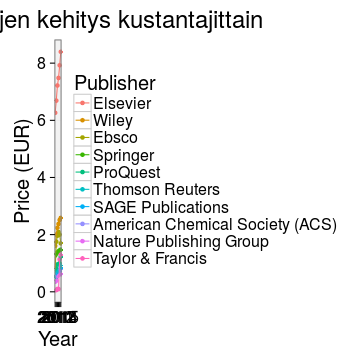 jen kehitys kustantajittain
Publisher
Elsevier
Wiley
Ebsco
Springer
ProQuest
Thomson Reuters
SAGE Publications
American Chemical Society (ACS)
Nature Publishing Group
Taylor & Francis
Price (EUR)
8
6
4
2
0
Year